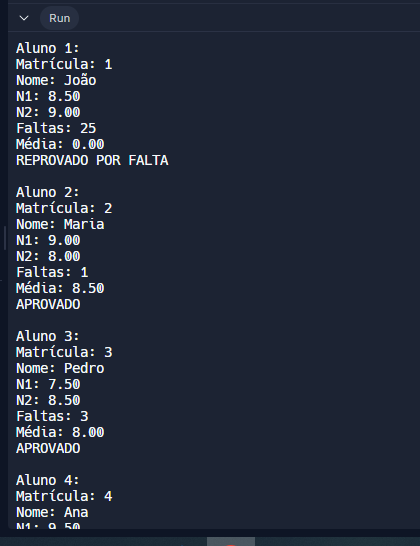 Run
Aluno 1:
Matrícula: 1
Nome: João
N1: 8.50
N2: 9.00
Faltas: 25
Média: 0.00
REPROVADO POR FALTA
Aluno 2:
Matrícula: 2
Nome: Maria
N1: 9.00
N2: 8.00
Faltas: 1
Média: 8.50
APROVADO
Aluno 3:
Matrícula: 3
Nome: Pedro
N1: 7.50
N2: 8.50
Faltas: 3
Média: 8.00
APROVADO
Aluno 4:
Matrícula: 4
Nome: Ana
N1: 9.50